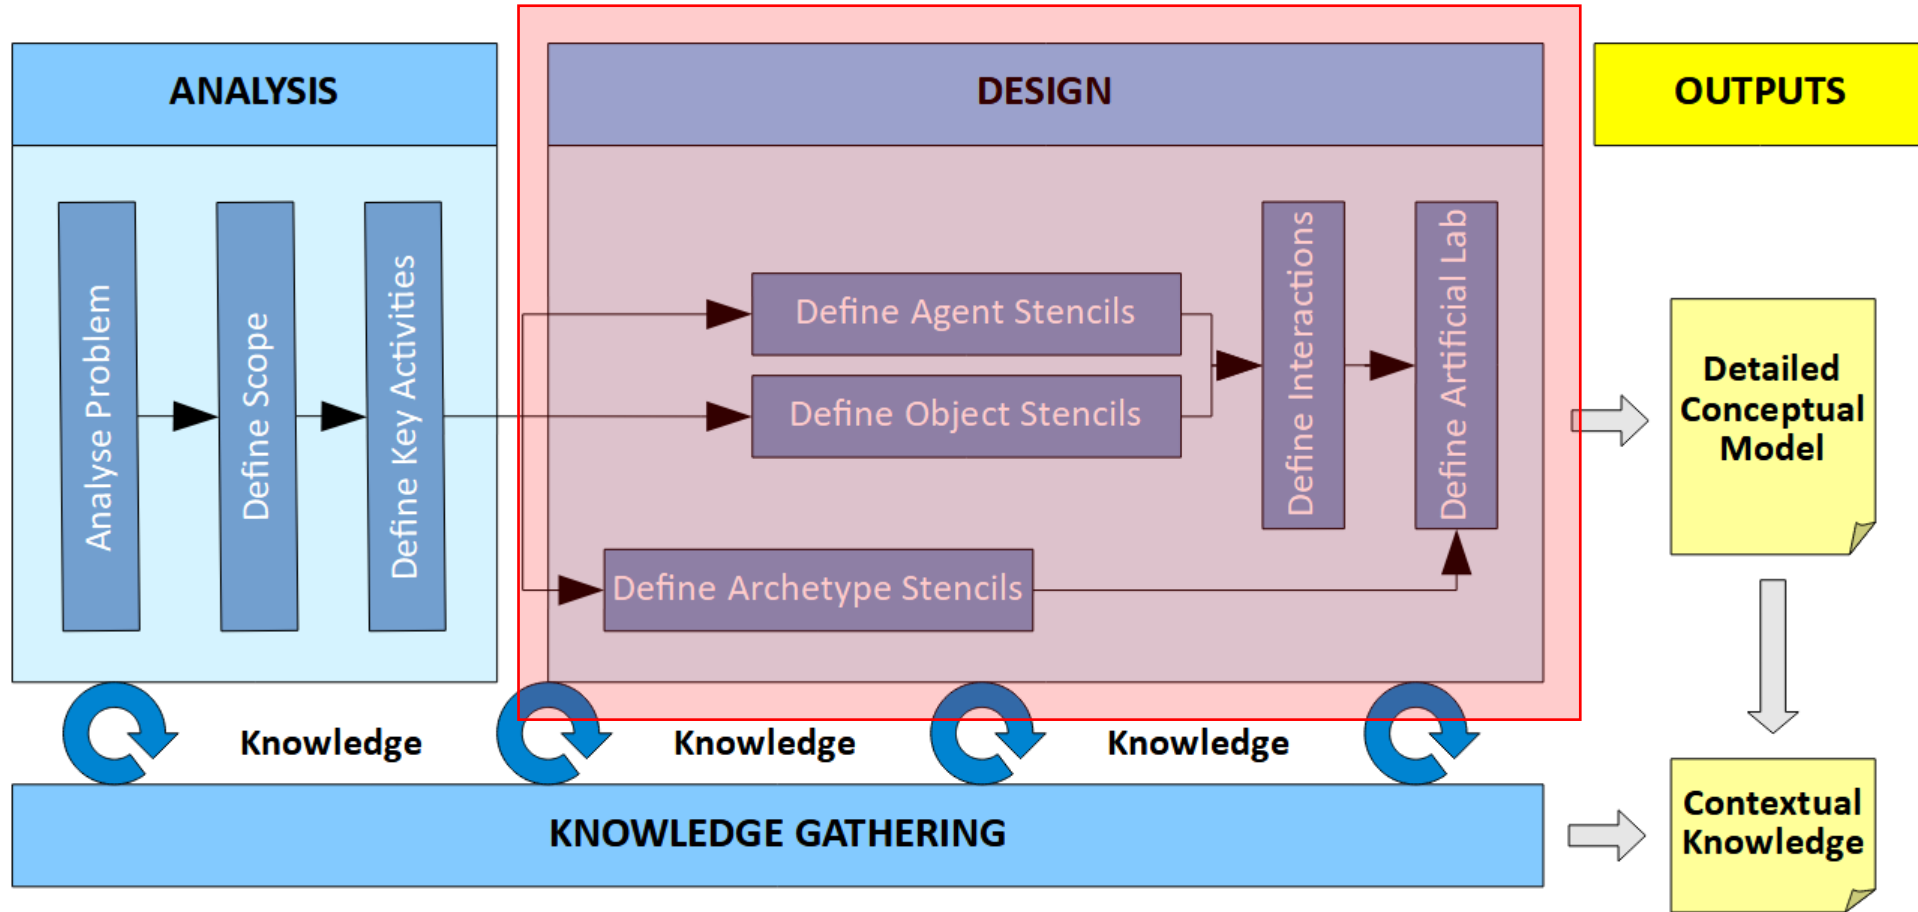 ANALYSIS
DESIGN
OUTPUTS
Analyse Problem
Define Scope
Define Key Activities
Define Agent Stencils
Define Object Stencils
Define Archetype Stencils
Define Interactions
Define Artificial Lab
Detailed
Conceptual
Model
Knowledge
Knowledge
Knowledge
KNOWLEDGE GATHERING
Contextual
Knowledge